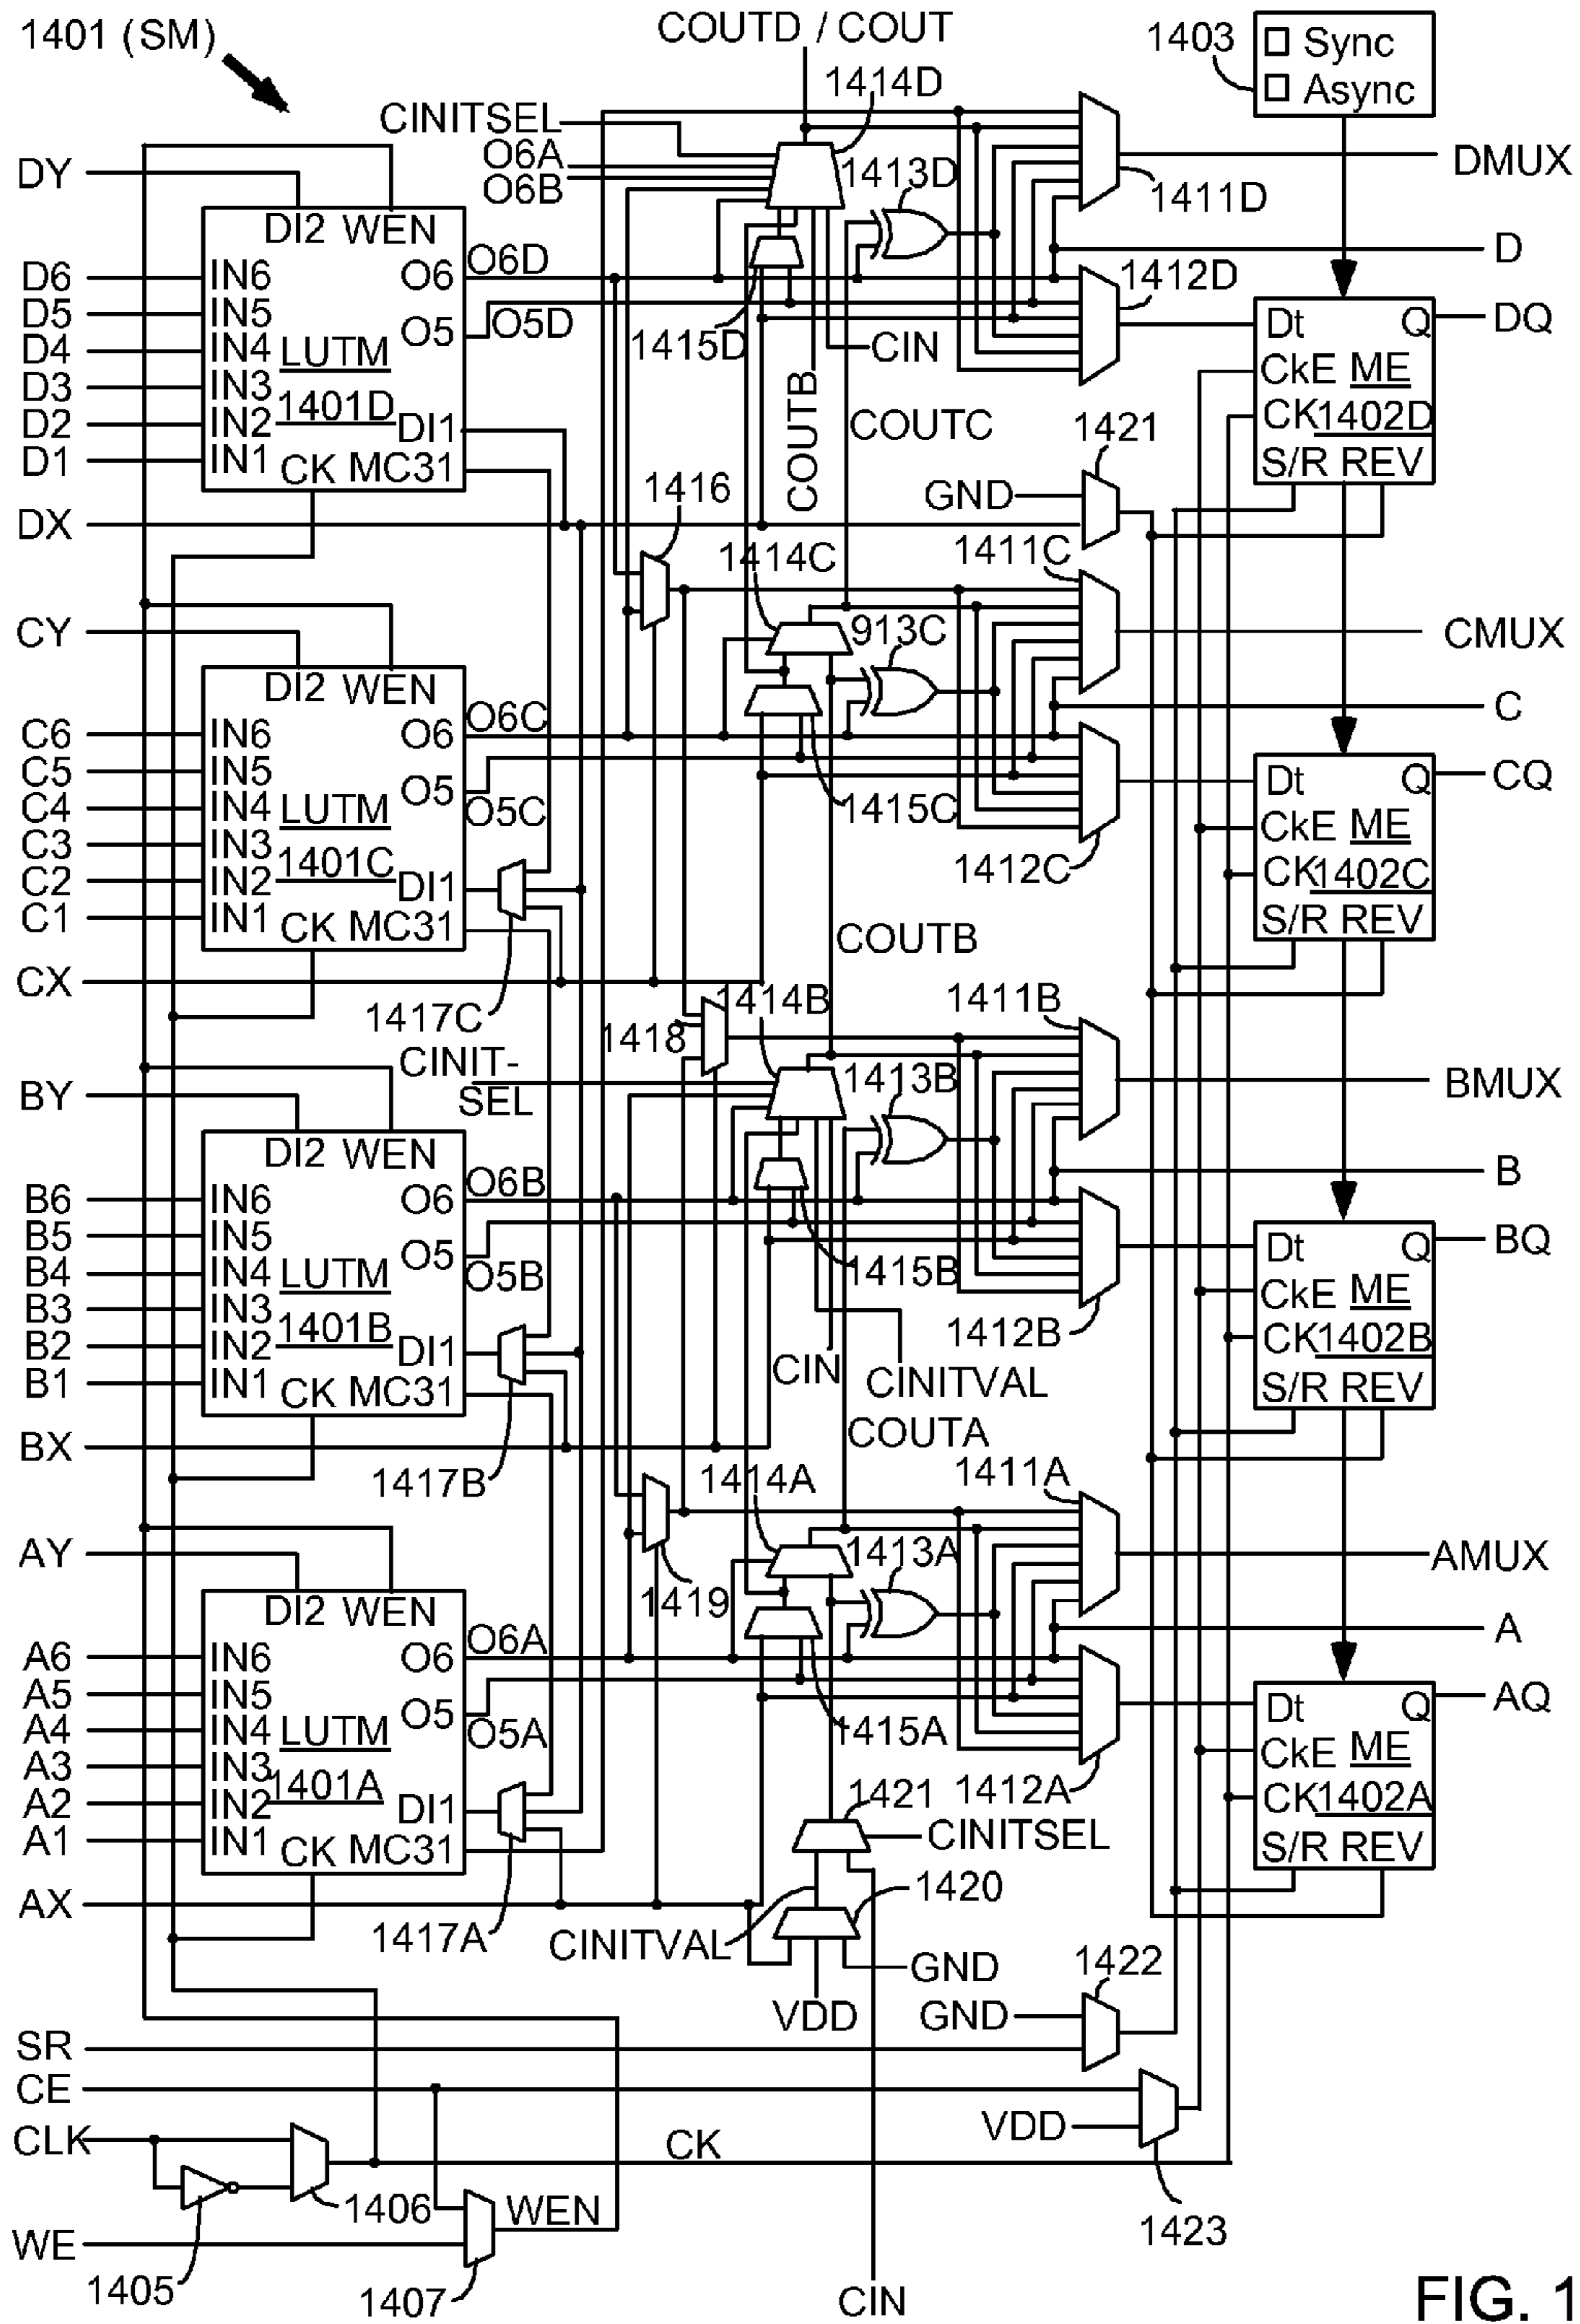 1401 (SM)
COUTD / COUT
1403
Sync
Async
1414D
CINITSEL
O6A
O6B
1413D
DMUX
1411D
DY
DI2 WEN
D6
D5
D4
D3
D2
D1
IN6
IN5
IN4
IN3
IN2
IN1
LUTM
1401D
O6
O5
DI1
CK MC31
O6D
O5D
1415D
CIN
COUTB
COUTC
1412D
D
Dt
Q
DQ
CkE ME
CK 1402D
S/R REV
1421
GND
DX
1416
1414C
1411C
913C
CMUX
CY
DI2 WEN
C6
C5
C4
C3
C2
C1
IN6
IN5
IN4
IN3
IN2
IN1
LUTM
1401C
O6
O5
DI1
CK MC31
O6C
O5C
C
1415C
1412C
Dt
Q
CQ
CkE ME
CK 1402C
S/R REV
COUTB
CX
1417C
1418
1414B
1411B
CINIT-
SEL
1413B
BMUX
BY
DI2 WEN
B6
B5
B4
B3
B2
B1
IN6
IN5
IN4
IN3
IN2
IN1
LUTM
1401B
O6
O5
DI1
CK MC31
O6B
O5B
B
1415B
1412B
Dt
Q
BQ
CkE ME
CK 1402B
S/R REV
CIN
CINITVAL
COUTA
BX
1417B
1414A
1411A
1413A
AMUX
1419
AY
DI2 WEN
A6
A5
A4
A3
A2
A1
IN6
IN5
IN4
IN3
IN2
IN1
LUTM
1401A
O6
O5
DI1
CK MC31
O6A
O5A
A
1415A
1412A
Dt
Q
AQ
CkE ME
CK 1402A
S/R REV
1421
CINITSEL
1420
AX
1417A
CINITVAL
GND
VDD
1422
GND
SR
CE
VDD
CLK
CK
1406
WEN
1423
WE
1405
1407
CIN
FIG. 1